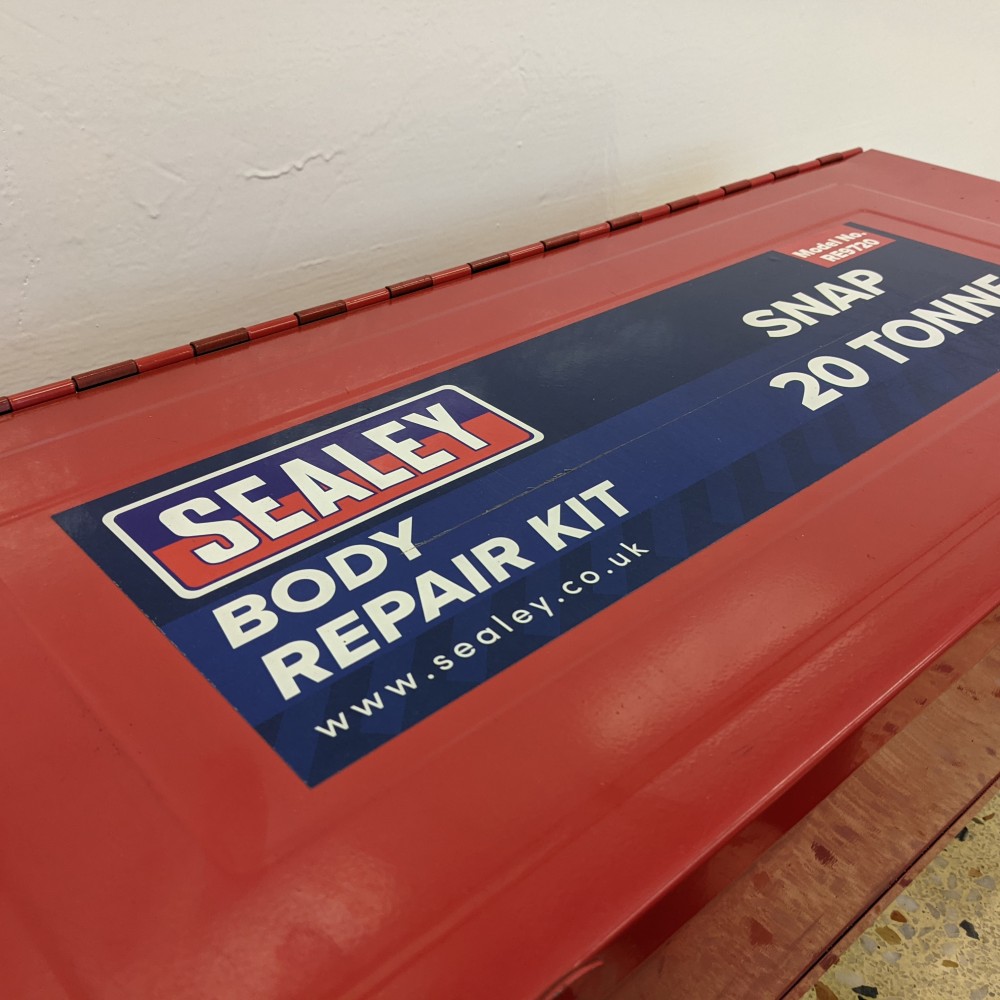 SEALEY
BODY
REPAIR KIT
www.sealey.co.uk
Model No.
RE9720
SNAP
20 TONNE